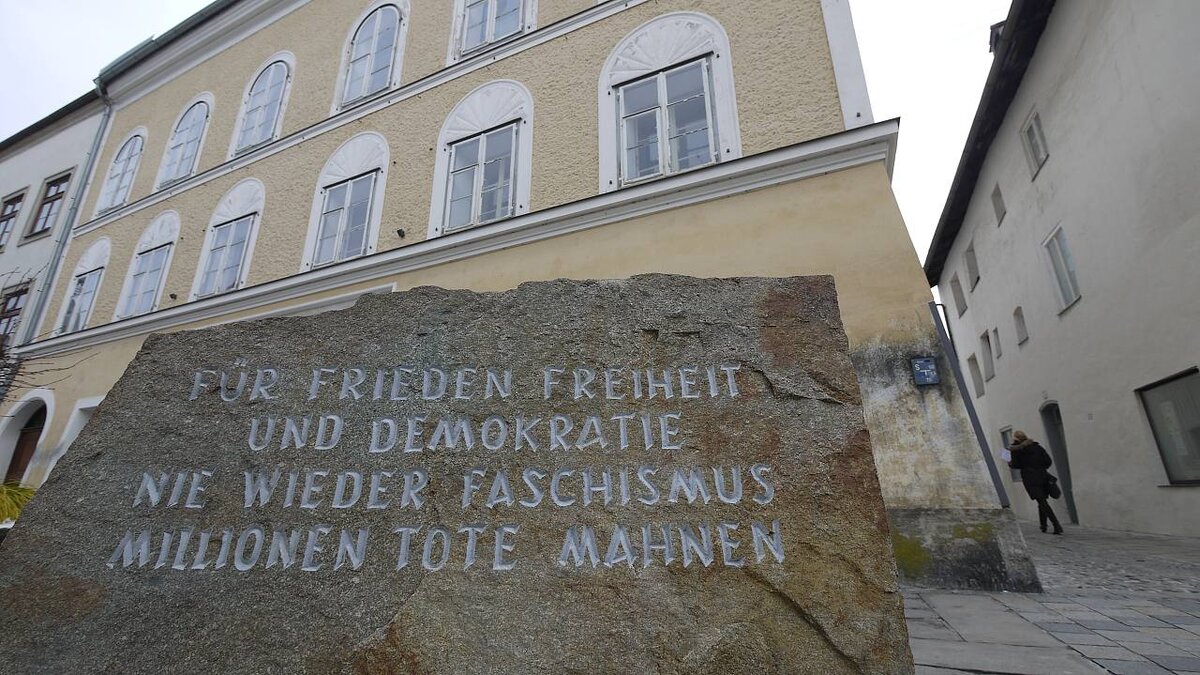 FÜR FRIEDEN FREIHEIT
UND DEMOKRATIE
NIE WIEDER FASCHISMUS
MILLIONEN TOTE MAHNEN